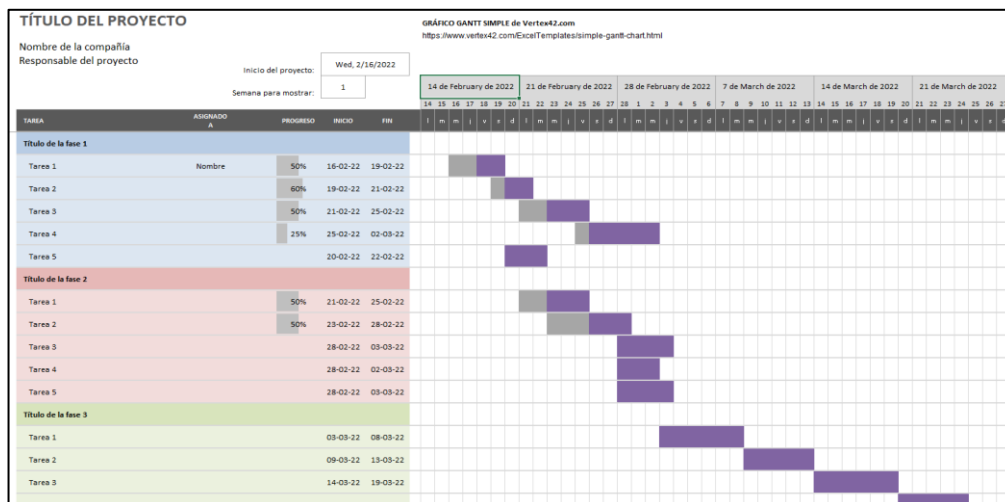 TÍTULO DEL PROYECTO
GRÁFICO GANTT SIMPLE de Vertex42.com
https://www.vertex42.com/ExcelTemplates/simple-gantt-chart.html
Nombre de la compañía
Responsable del proyecto
Inicio del proyecto: Wed, 2/16/2022
Semana para mostrar: 1
14 de February de 2022 21 de February de 2022 28 de February de 2022 7 de March de 2022 14 de March de 2022 21 de March de 2022
14 15 16 17 18 19 20 21 22 23 24 25 26 27 28 1 2 3 4 5 6 7 8 9 10 11 12 13 14 15 16 17 18 19 20 21 22 23 24 25 26
TAREA ASIGNADO A PROGRESO INICIO FIN l m m j v s d l m m j v s d l m m j v s d l m m j v s d l m m j v s d l m m j v s
Título de la fase 1
Tarea 1 Nombre 50% 16-02-22 19-02-22
Tarea 2 60% 19-02-22 21-02-22
Tarea 3 50% 21-02-22 25-02-22
Tarea 4 25% 25-02-22 02-03-22
Tarea 5 20-02-22 22-02-22
Título de la fase 2
Tarea 1 50% 21-02-22 25-02-22
Tarea 2 50% 23-02-22 28-02-22
Tarea 3 28-02-22 03-03-22
Tarea 4 28-02-22 02-03-22
Tarea 5 28-02-22 03-03-22
Título de la fase 3
Tarea 1 03-03-22 08-03-22
Tarea 2 09-03-22 13-03-22
Tarea 3 14-03-22 19-03-22